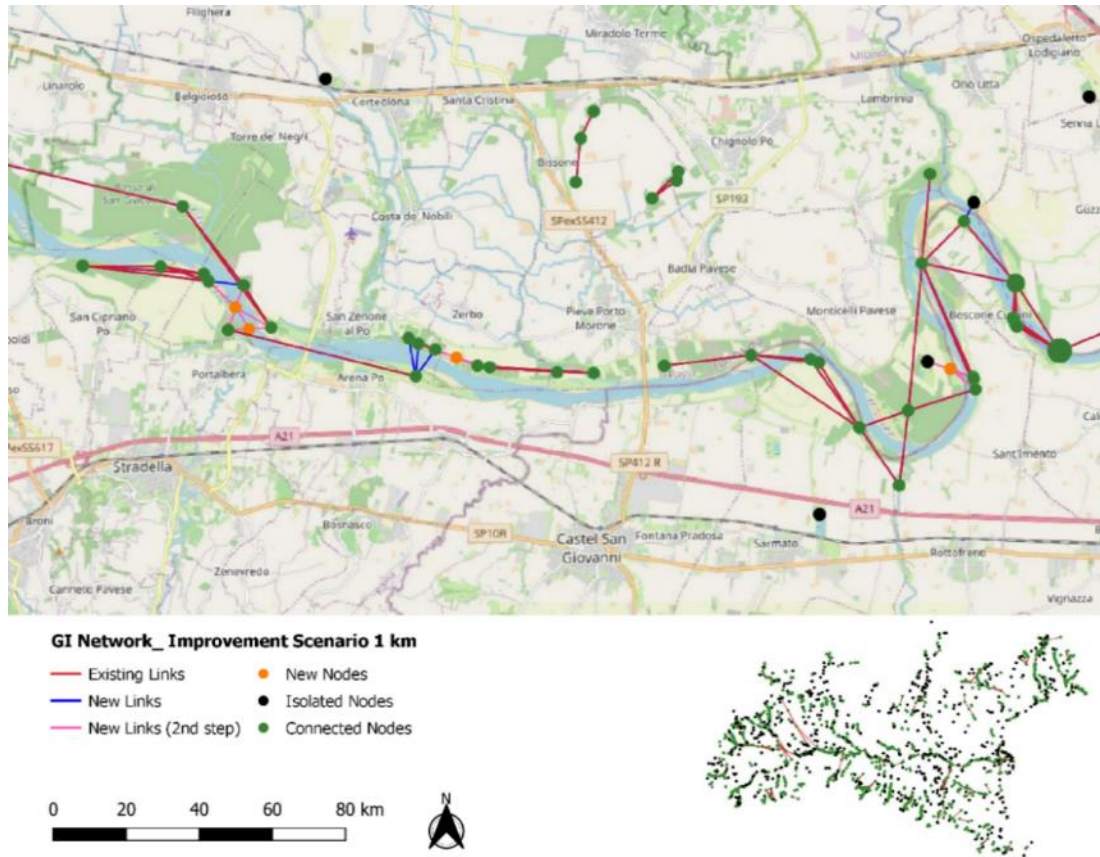 Filighera
Miradolo Terme
Ospedaletto
Lodigiano
Linarolo
Belgioioso
Corteolona
Santa Cristina
Lambrinia
Orio Litta
Torre de' Negri
Bissone
Chignolo Po
Senna L
SPexSS412
SP193
Costa de' Nobili
Badia Pavese
San Cipriano
Po
San Zenone
al Po
Zerbo
Pieve Porto
Morone
Monticelli Pavese
Portalbera
Arena Po
A21
SP412 R
Stradella
Sant'Imento
A21
Broni
Bosnasco
SP10R
Castel San
Giovanni
Fontana Pradosa
Sarmato
Rottofreno
Canneto Pavese
Zenevredo
Vignazza
GI Network_ Improvement Scenario 1 km
Existing Links
New Nodes
New Links
Isolated Nodes
New Links (2nd step)
Connected Nodes
0 20 40 60 80 km
N